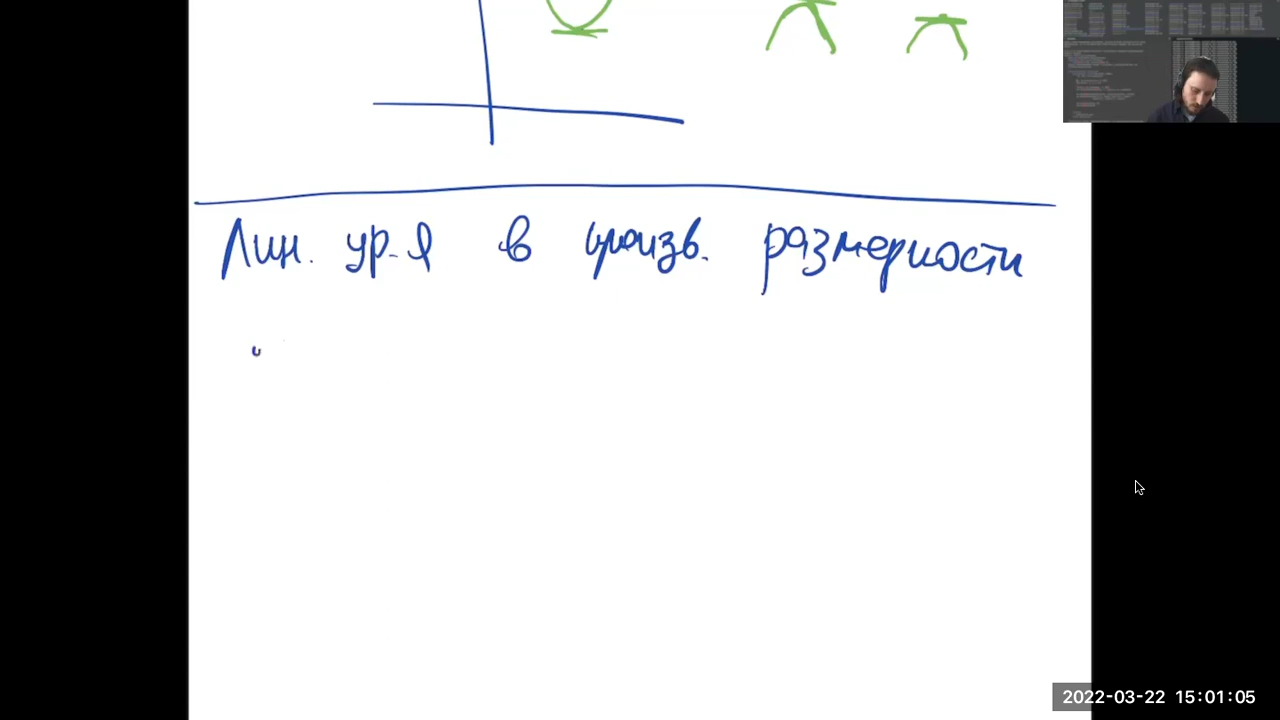 Лин. ур-я в произв. размерности
2022-03-22 15:01:05